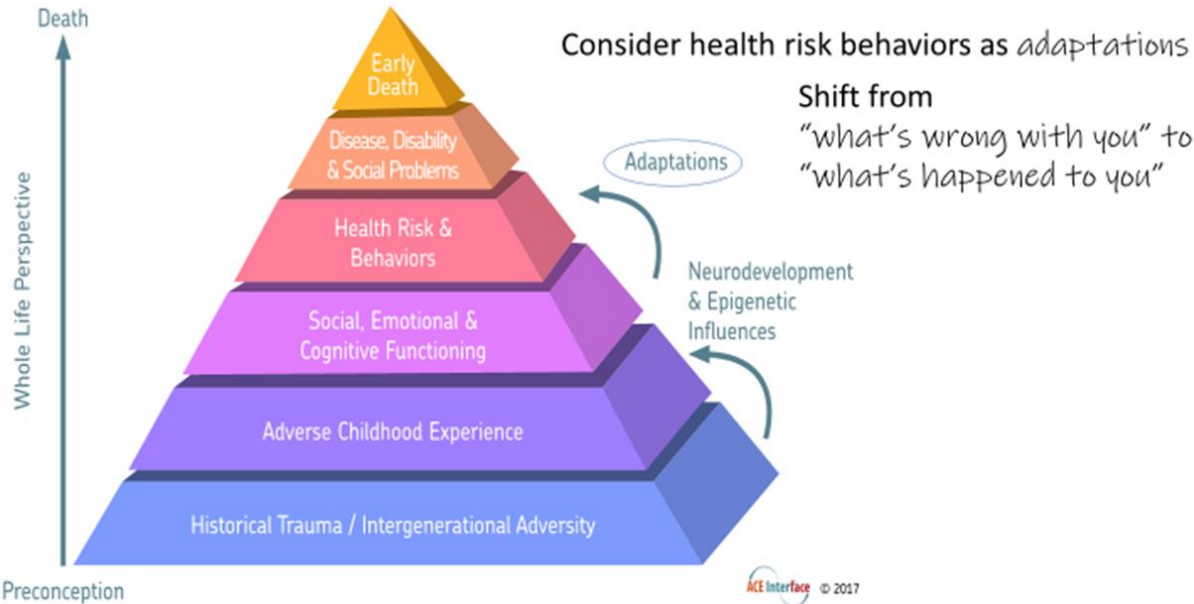 Death
Consider health risk behaviors as adaptations
Shift from
"what's wrong with you" to
"what's happened to you"
Early
Death
Disease, Disability
& Social Problems
Adaptations
Health Risk &
Behaviors
Neurodevelopment
& Epigenetic
Influences
Social, Emotional &
Cognitive Functioning
Adverse Childhood Experience
Historical Trauma / Intergenerational Adversity
Whole Life Perspective
Preconception
ACE Interface © 2017